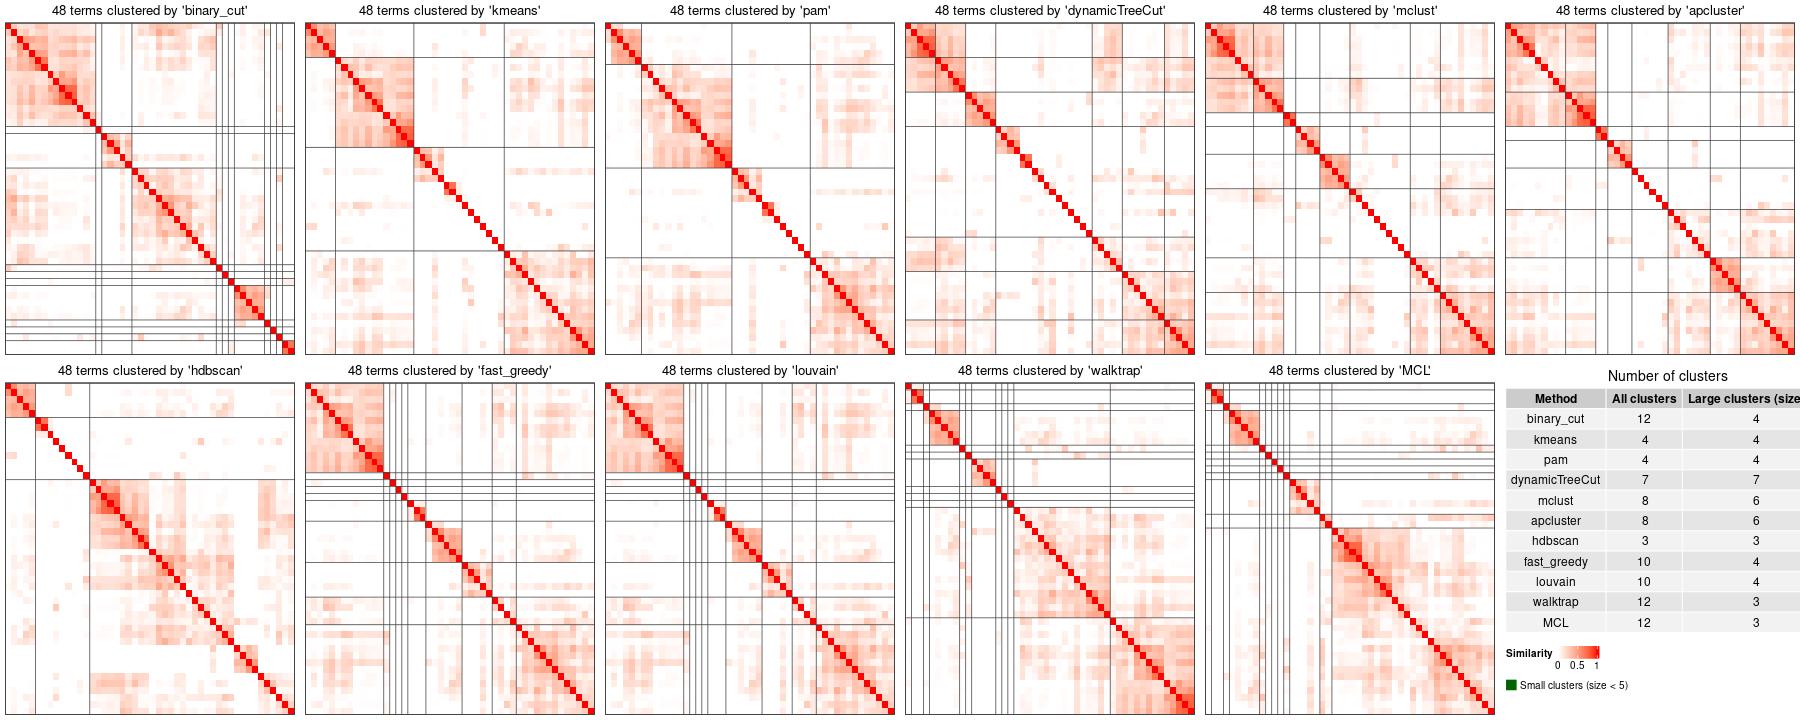 48 terms clustered by 'binary_cut'
48 terms clustered by 'kmeans'
48 terms clustered by 'pam'
48 terms clustered by 'dynamicTreeCut'
48 terms clustered by 'mclust'
48 terms clustered by 'apcluster'
48 terms clustered by 'hdbscan'
48 terms clustered by 'fast_greedy'
48 terms clustered by 'louvain'
48 terms clustered by 'walktrap'
48 terms clustered by 'MCL'
Number of clusters
Method All clusters Large clusters (size
binary_cut 12 4
kmeans 4 4
pam 4 4
dynamicTreeCut 7 7
mclust 8 6
apcluster 8 6
hdbscan 3 3
fast_greedy 10 4
louvain 10 4
walktrap 12 3
MCL 12 3
Similarity
0 0.5 1
Small clusters (size < 5)